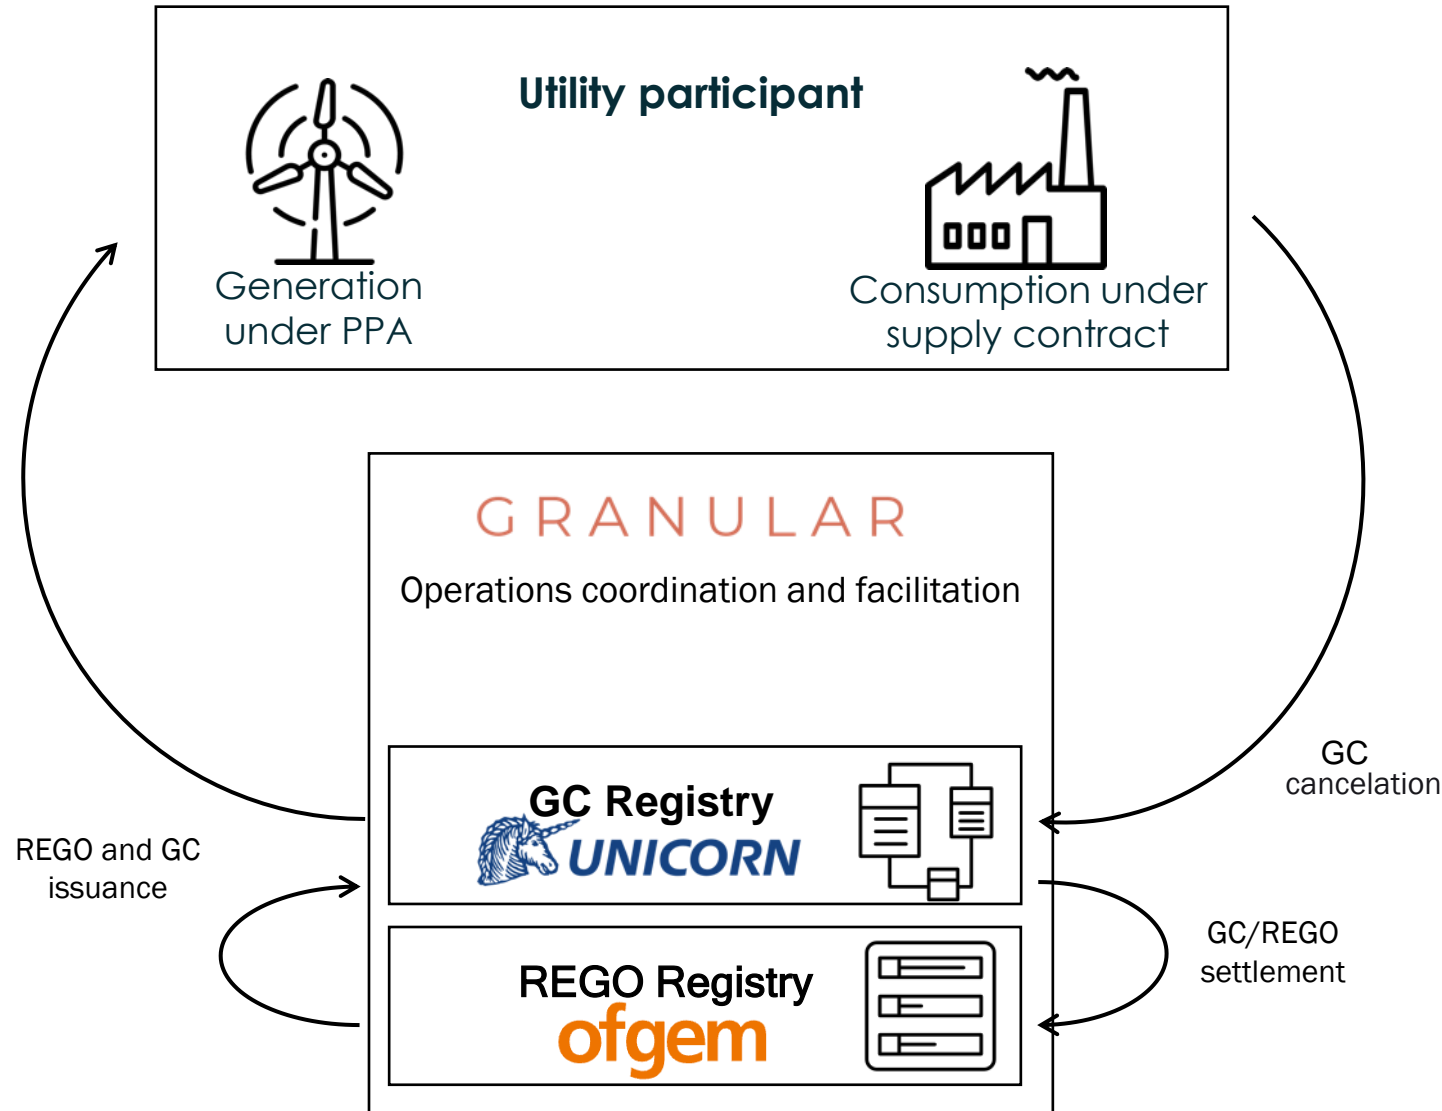 Utility participant
Generation
under PPA
Consumption under
supply contract
GRANULAR
Operations coordination and facilitation
GC Registry
UNICORN
REGO Registry
ofgem
REGO and GC
issuance
GC
cancelation
GC/REGO
settlement